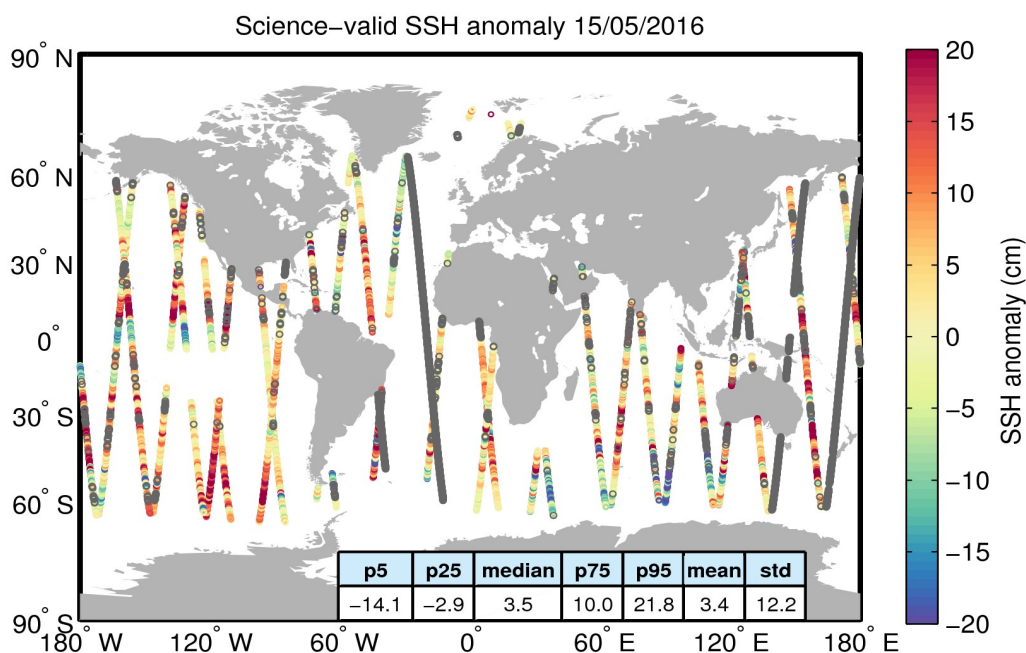 Science−valid SSH anomaly 15/05/2016
90° N
60° N
30° N
0°
30° S
60° S
90° S
180° W
120° W
60° W
0°
60° E
120° E
180° E
p5 p25 median p75 p95 mean std
−14.1 −2.9 3.5 10.0 21.8 3.4 12.2
20
15
10
5
0
−5
−10
−15
−20
SSH anomaly (cm)